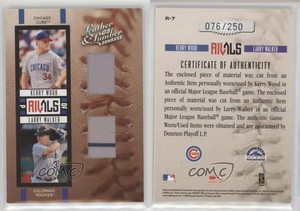 CHICAGO CUBS™
Leather & Lumber
DONRUSS
34
KERRY WOOD
RIVALS
LARRY WALKER
COLORADO
ROCKIES™
R-7
076/250
KERRY WOOD RIVALS LARRY WALKER
CERTIFICATE OF AUTHENTICITY
The enclosed piece of material was cut from
an Authentic Item personally worn by Kerry Wood in
an official Major League Baseball® game. The enclosed
piece of material was cut from an Authentic Item
personally worn by Larry Walker in an official Major
League Baseball® game. The authentic Game-
Worn/Used Items were obtained and are guaranteed by
Donruss Playoff L.P.
COMC
COMC